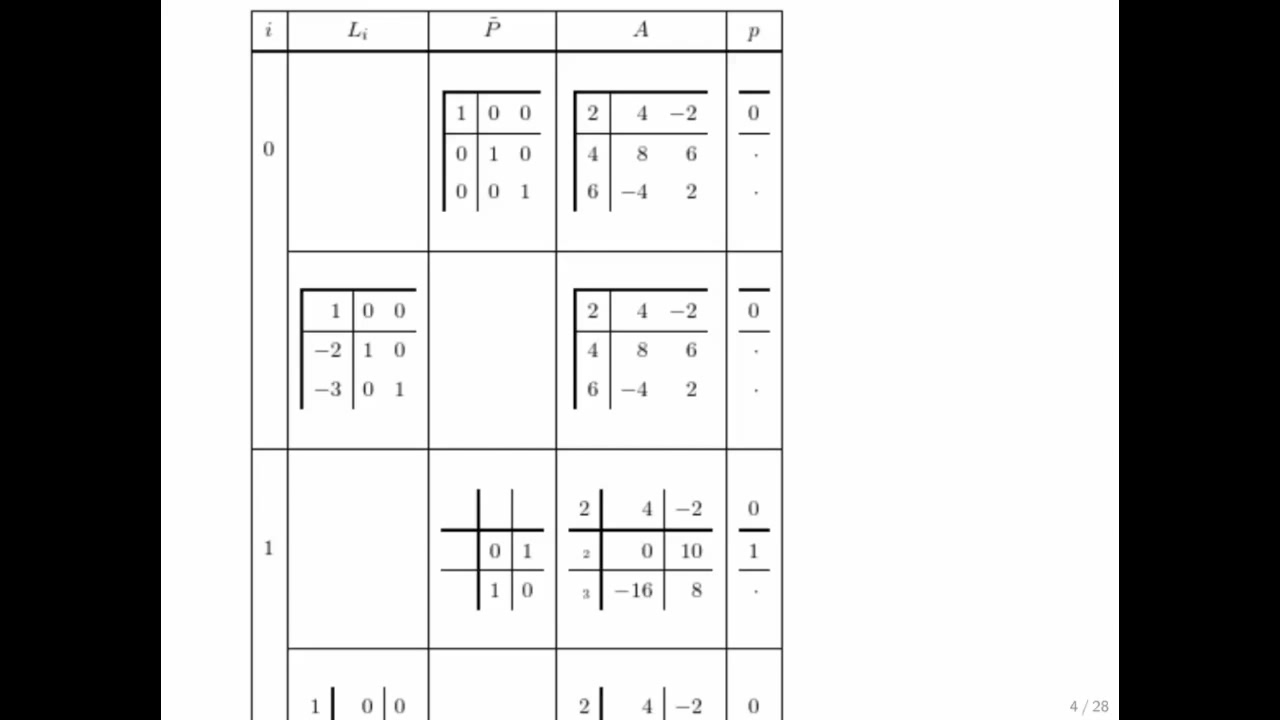 i L_i P̄ A p
1 0 0 2 4 −2 0
0 1 0 4 8 6 ·
0
0 0 1 6 −4 2 ·
1 0 0 2 4 −2 0
−2 1 0 4 8 6 ·
−3 0 1 6 −4 2 ·
2 4 −2 0
1 0 1 2 0 10 1
1 0 3 −16 8 ·
1 0 0 2 4 −2 0
4 / 28